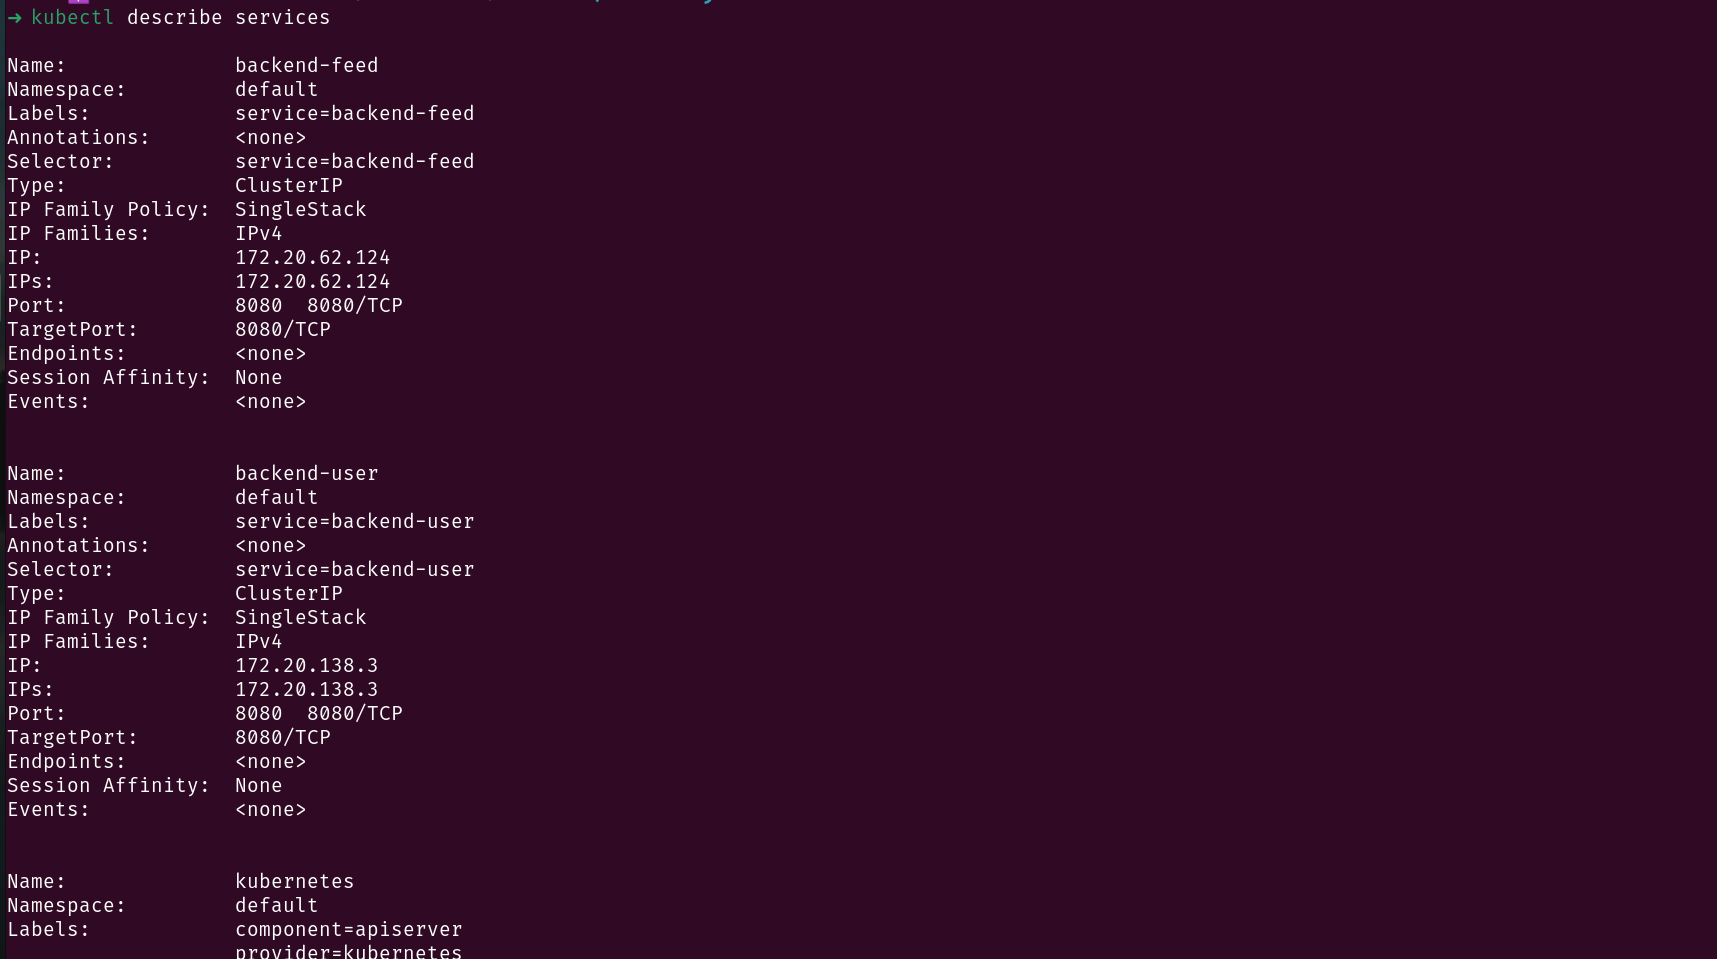 ➜ kubectl describe services
Name: backend-feed
Namespace: default
Labels: service=backend-feed
Annotations: <none>
Selector: service=backend-feed
Type: ClusterIP
IP Family Policy: SingleStack
IP Families: IPv4
IP: 172.20.62.124
IPs: 172.20.62.124
Port: 8080 8080/TCP
TargetPort: 8080/TCP
Endpoints: <none>
Session Affinity: None
Events: <none>
Name: backend-user
Namespace: default
Labels: service=backend-user
Annotations: <none>
Selector: service=backend-user
Type: ClusterIP
IP Family Policy: SingleStack
IP Families: IPv4
IP: 172.20.138.3
IPs: 172.20.138.3
Port: 8080 8080/TCP
TargetPort: 8080/TCP
Endpoints: <none>
Session Affinity: None
Events: <none>
Name: kubernetes
Namespace: default
Labels: component=apiserver
provider=kubernetes